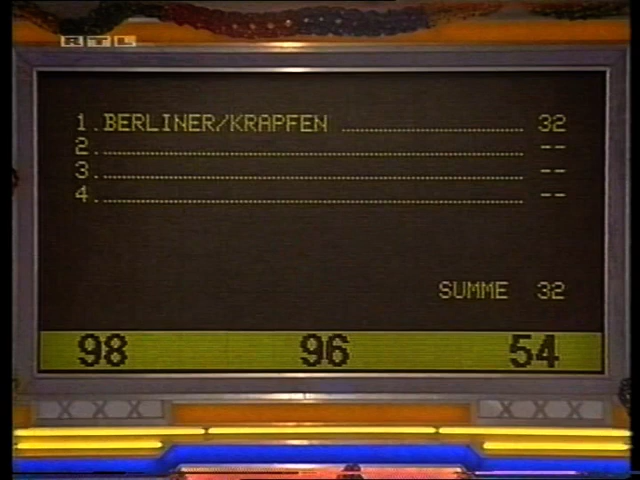 RTL
1.BERLINER/KRAPFEN ........................ 32
2.................................................... --
3.................................................... --
4.................................................... --
SUMME 32
98 96 54
X X X X X X